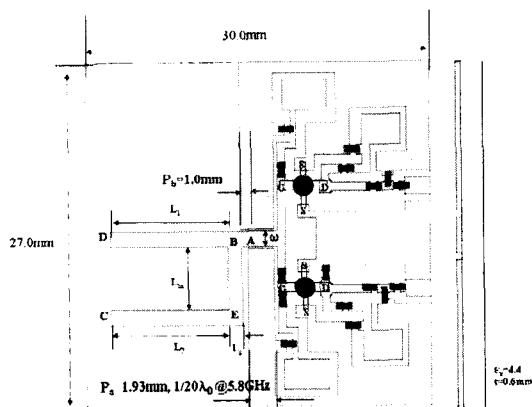 30.0mm
P_b=1.0mm
L_1
S
G
D
S
27.0mm
D
B
A
ω
S
G
S
C
E
L_2
P_a 1.93mm, 1/20λ_0 @5.8GHz
ε_r=4.4
t=0.6mm